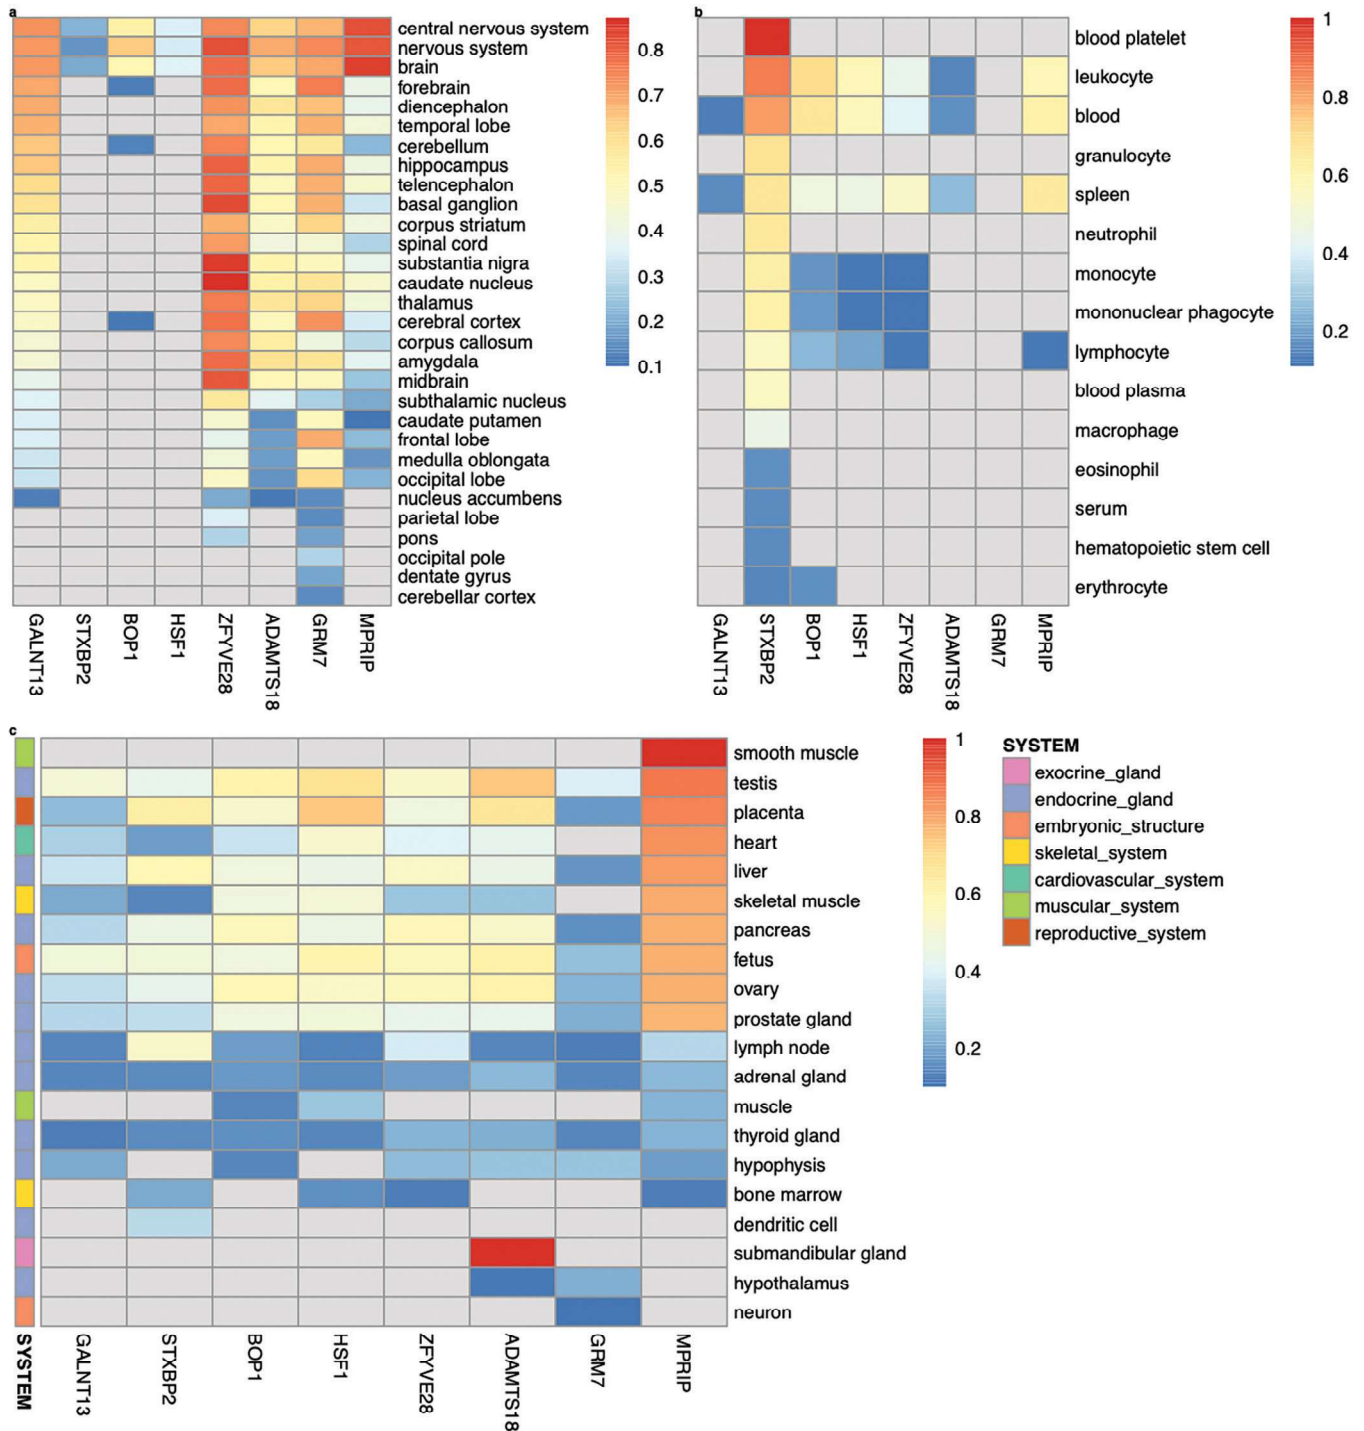 a
central nervous system
nervous system
brain
forebrain
diencephalon
temporal lobe
cerebellum
hippocampus
telencephalon
basal ganglion
corpus striatum
spinal cord
substantia nigra
caudate nucleus
thalamus
cerebral cortex
corpus callosum
amygdala
midbrain
subthalamic nucleus
caudate putamen
frontal lobe
medulla oblongata
occipital lobe
nucleus accumbens
parietal lobe
pons
occipital pole
dentate gyrus
cerebellar cortex
GALNT13
STXBP2
BOP1
HSF1
ZFYVE28
ADAMTS18
GRM7
MPRIP
0.8
0.7
0.6
0.5
0.4
0.3
0.2
0.1
b
blood platelet
leukocyte
blood
granulocyte
spleen
neutrophil
monocyte
mononuclear phagocyte
lymphocyte
blood plasma
macrophage
eosinophil
serum
hematopoietic stem cell
erythrocyte
GALNT13
STXBP2
BOP1
HSF1
ZFYVE28
ADAMTS18
GRM7
MPRIP
1
0.8
0.6
0.4
0.2
c
smooth muscle
testis
placenta
heart
liver
skeletal muscle
pancreas
fetus
ovary
prostate gland
lymph node
adrenal gland
muscle
thyroid gland
hypophysis
bone marrow
dendritic cell
submandibular gland
hypothalamus
neuron
SYSTEM
GALNT13
STXBP2
BOP1
HSF1
ZFYVE28
ADAMTS18
GRM7
MPRIP
1
0.8
0.6
0.4
0.2
SYSTEM
exocrine_gland
endocrine_gland
embryonic_structure
skeletal_system
cardiovascular_system
muscular_system
reproductive_system